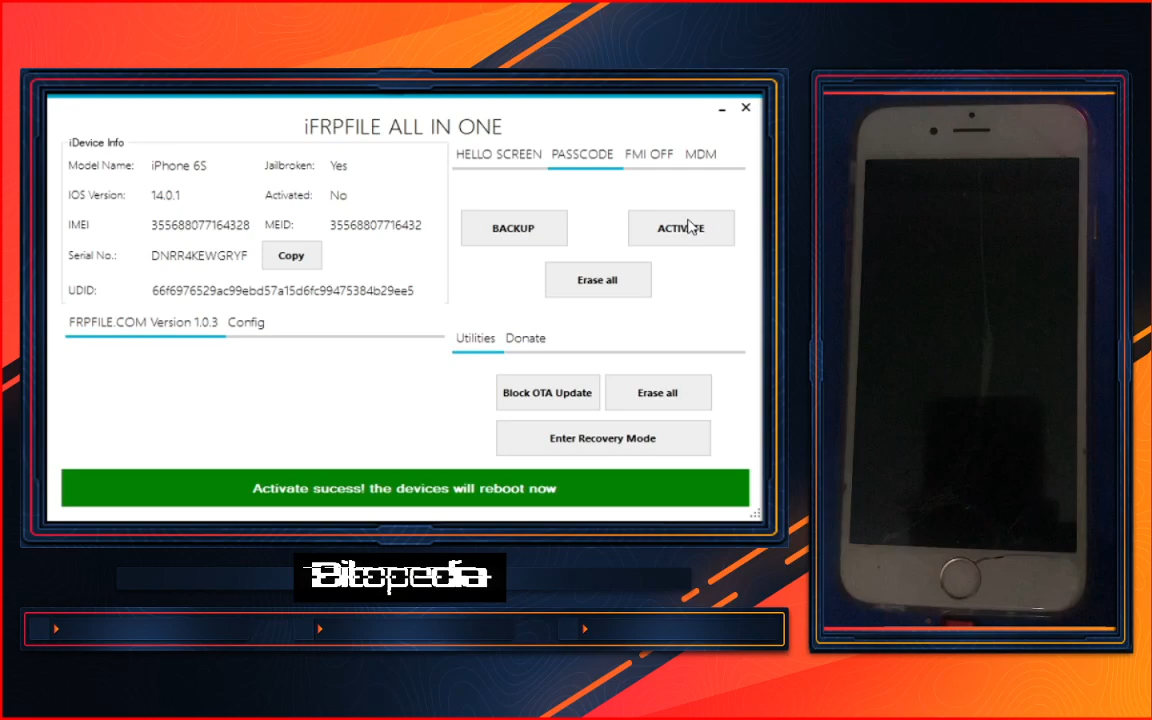 iFRPFILE ALL IN ONE
iDevice Info
Model Name: iPhone 6S Jailbroken: Yes
IOS Version: 14.0.1 Activated: No
IMEI 355688077164328 MEID: 35568807716432
Serial No.: DNRR4KEWGRYF Copy
UDID: 66f6976529ac99ebd57a15d6fc99475384b29ee5
FRPFILE.COM Version 1.0.3 Config
HELLO SCREEN PASSCODE FMI OFF MDM
BACKUP ACTIVATE
Erase all
Utilities Donate
Block OTA Update Erase all
Enter Recovery Mode
Activate sucess! the devices will reboot now
Bitopedia